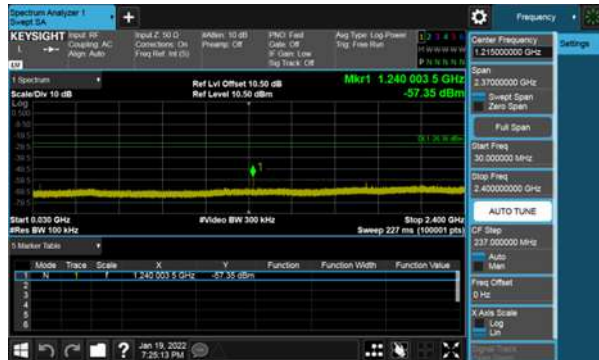 Spectrum Analyzer 1
Swept SA
+
Frequency
KEYSIGHT
Input: RF
Coupling: AC
Align: Auto
Input Z: 50 Ω
Corrections: On
Freq Ref: Int (S)
#Atten: 10 dB
Preamp: Off
PNO: Fast
Gate: Off
IF Gain: Low
Sig Track: Off
Avg Type: Log-Power
Trig: Free Run
Center Frequency
1.215000000 GHz
Settings
Span
2.37000000 GHz
Swept Span
Zero Span
Full Span
Start Freq
30.000000 MHz
Stop Freq
2.400000000 GHz
AUTO TUNE
CF Step
237.000000 MHz
Auto
Man
Freq Offset
0 Hz
X Axis Scale
Log
Lin
1 Spectrum
Scale/Div 10 dB
Log
Ref Lvl Offset 10.50 dB
Ref Level 10.50 dBm
Mkr1 1.240 003 5 GHz
-57.35 dBm
1
Start 0.030 GHz
#Res BW 100 kHz
#Video BW 300 kHz
Stop 2.400 GHz
Sweep 227 ms (100001 pts)
5 Marker Table
Mode Trace Scale X Y Function Function Width Function Value
1 N 1 f 1.240 003 5 GHz -57.35 dBm
2
3
4
5
6
?
Jan 19, 2022
7:25:13 PM